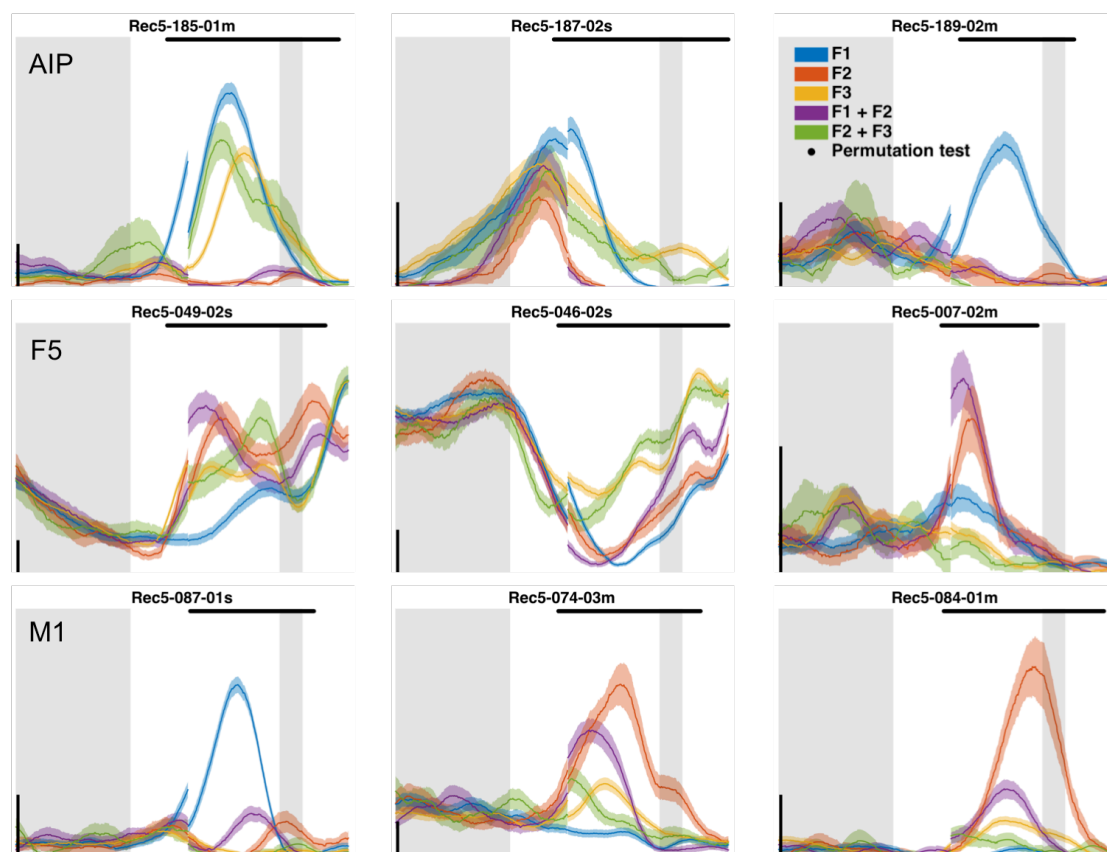 Rec5-185-01m
Rec5-187-02s
Rec5-189-02m
AIP
F1
F2
F3
F1 + F2
F2 + F3
Permutation test
Rec5-049-02s
Rec5-046-02s
Rec5-007-02m
F5
Rec5-087-01s
Rec5-074-03m
Rec5-084-01m
M1